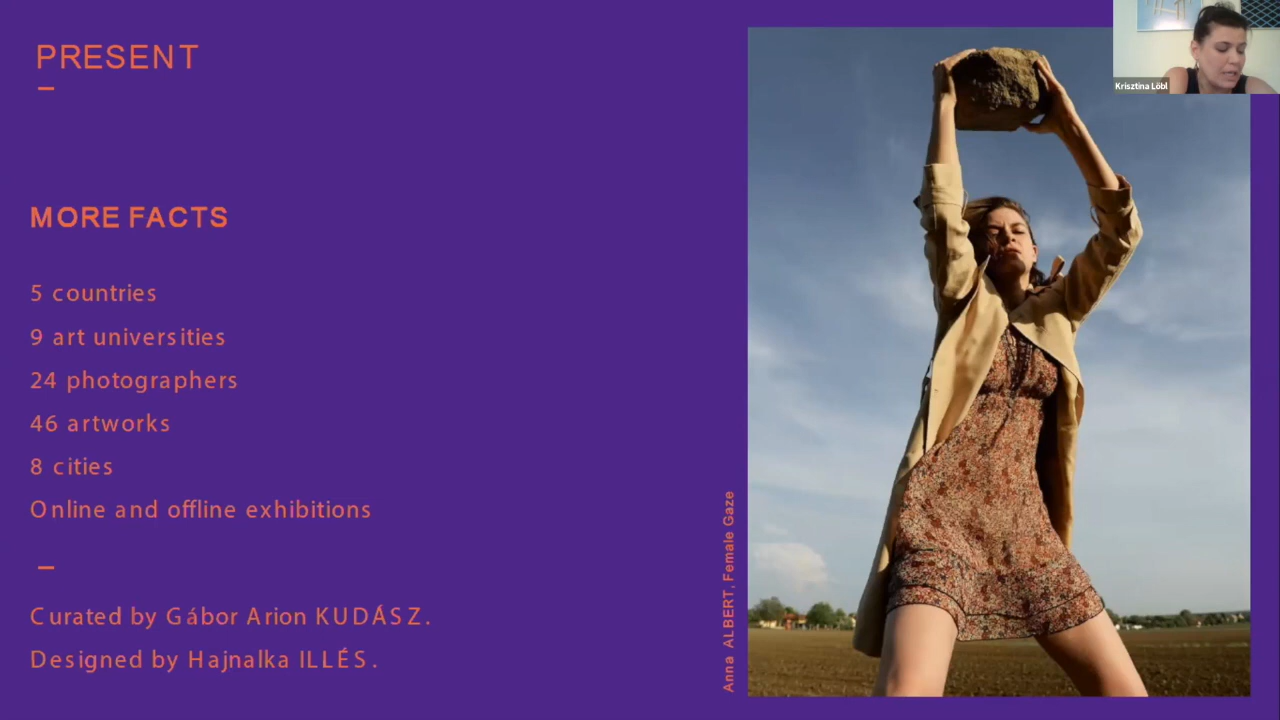 PRESENT
MORE FACTS
5 countries
9 art universities
24 photographers
46 artworks
8 cities
Online and offline exhibitions
Curated by Gábor Arion KUDÁSZ.
Designed by Hajnalka ILLÉS.
Anna ALBERT, Female Gaze
Krisztina Löbl